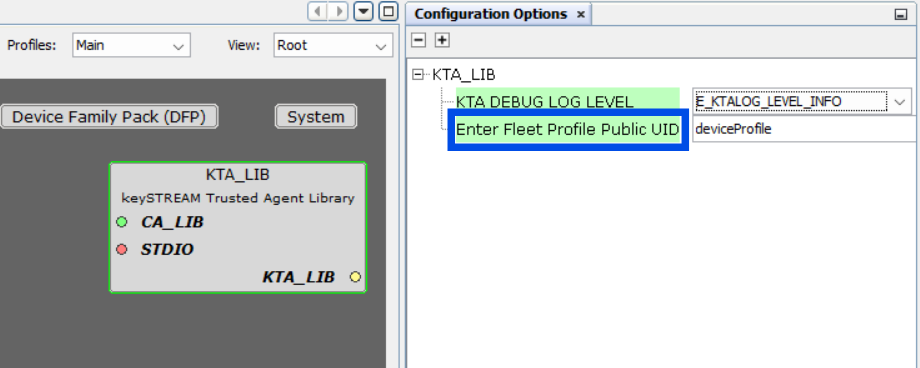 Configuration Options ×
Profiles: Main View: Root
KTA_LIB
KTA DEBUG LOG LEVEL E_KTALOG_LEVEL_INFO
Enter Fleet Profile Public UID deviceProfile
Device Family Pack (DFP) System
KTA_LIB
keySTREAM Trusted Agent Library
CA_LIB
STDIO
KTA_LIB